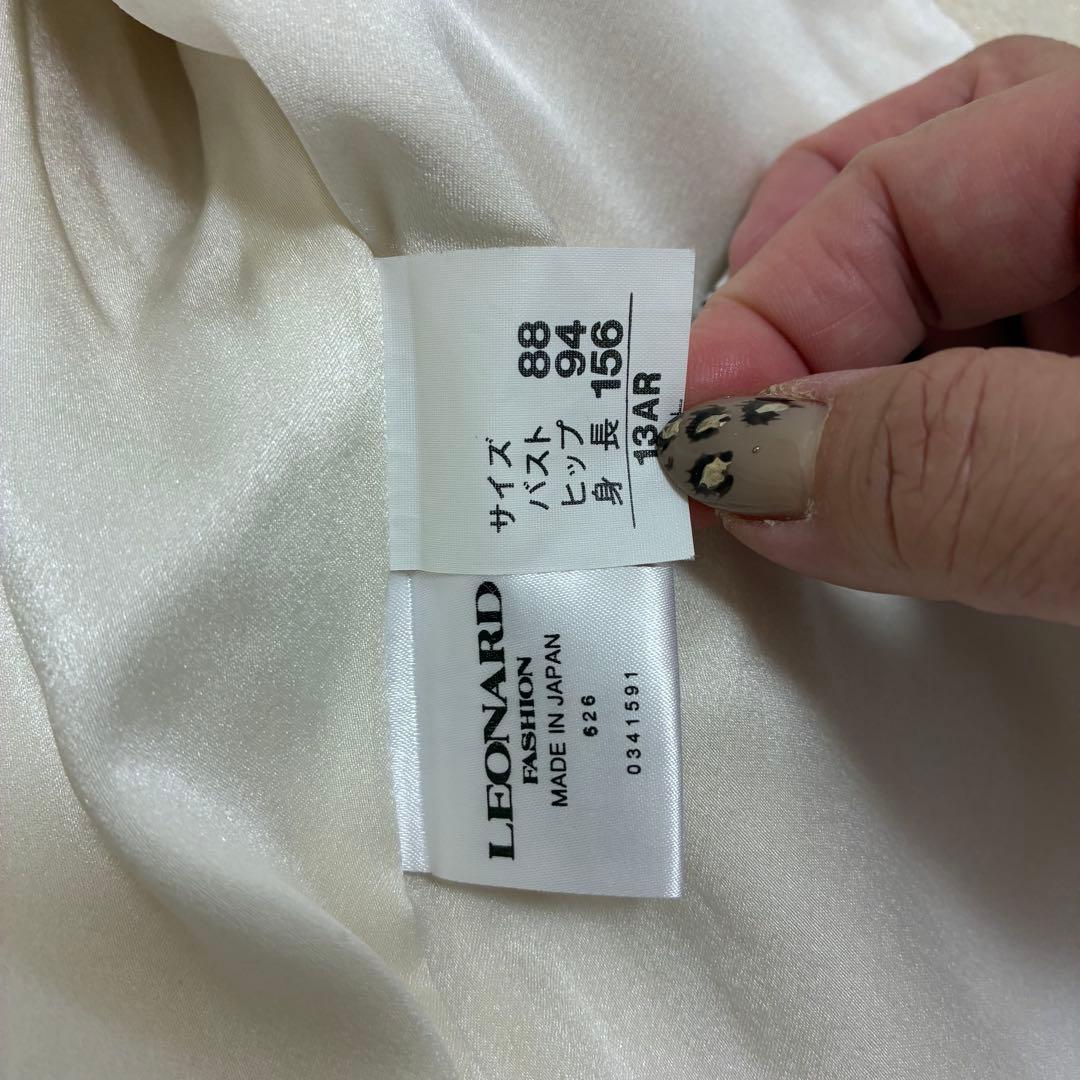 サイズ
バスト 88
ヒップ 94
身長 156
13AR
LEONARD
FASHION
MADE IN JAPAN
626
0341591